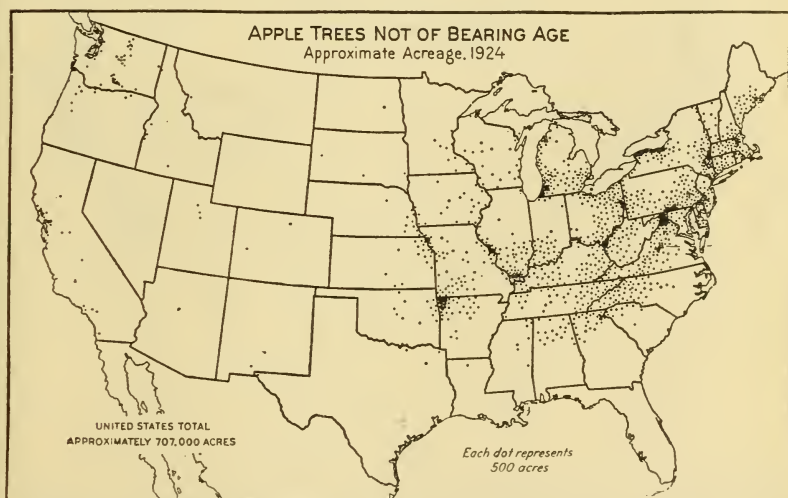 APPLE TREES NOT OF BEARING AGE
Approximate Acreage, 1924
UNITED STATES TOTAL
APPROXIMATELY 707,000 ACRES
Each dot represents
500 acres